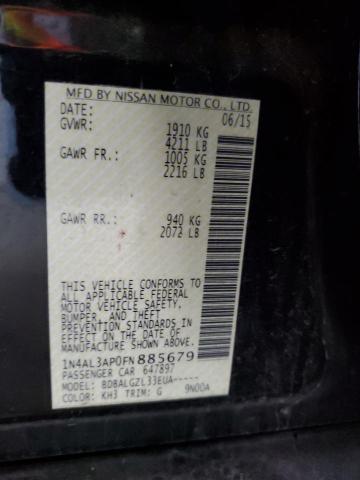 MFD BY NISSAN MOTOR CO., LTD.
DATE: 06/15
GVWR: 1910 KG
4211 LB
GAWR FR.: 1005 KG
2216 LB
GAWR RR.: 940 KG
2072 LB
THIS VEHICLE CONFORMS TO
ALL APPLICABLE FEDERAL
MOTOR VEHICLE SAFETY,
BUMPER, AND THEFT
PREVENTION STANDARDS IN
EFFECT ON THE DATE OF
MANUFACTURE SHOWN ABOVE.
1N4AL3AP0FN885679
PASSENGER CAR 647897
MODEL: BDBALGZL33EUA-----
COLOR: KH3 TRIM: G 9N00A